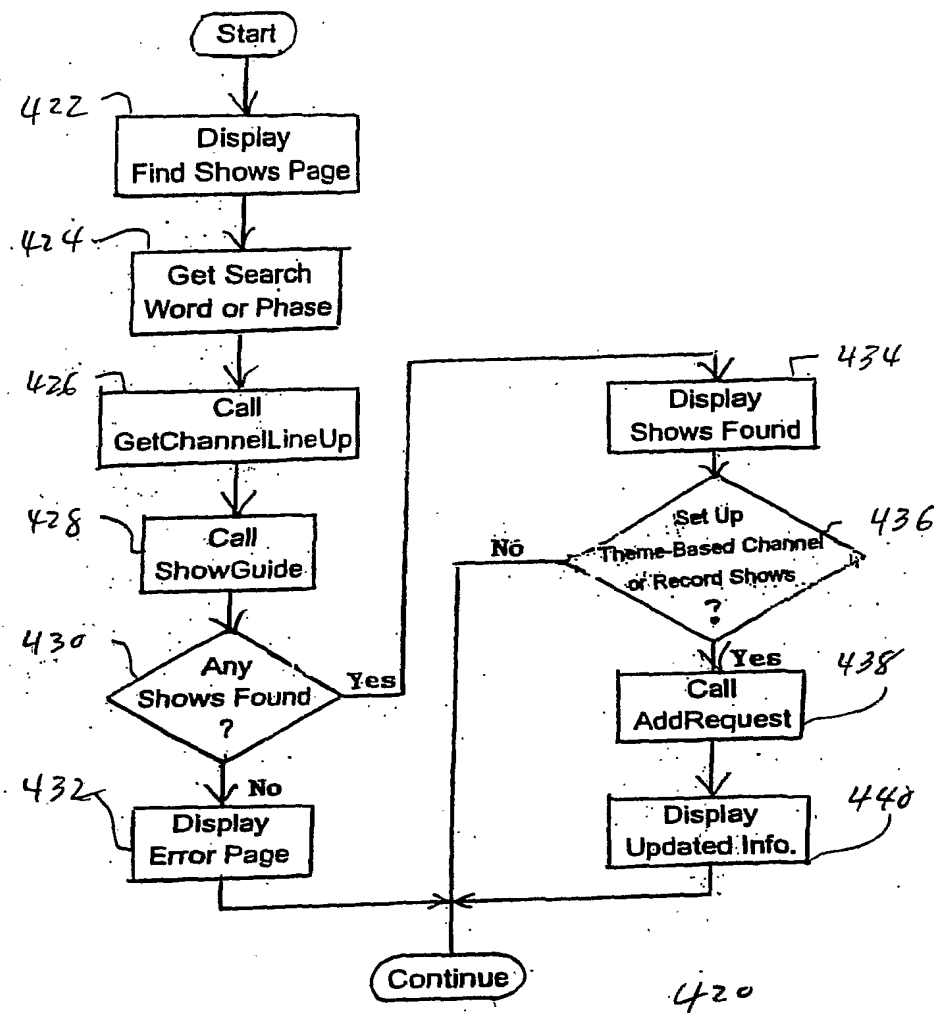 Start
422
Display
Find Shows Page
424
Get Search
Word or Phase
426
Call
GetChannelLineUp
428
Call
ShowGuide
430
Any
Shows Found
?
Yes
No
432
Display
Error Page
434
Display
Shows Found
436
Set Up
Theme-Based Channel
or Record Shows
?
No
Yes
438
Call
AddRequest
440
Display
Updated Info.
Continue
420